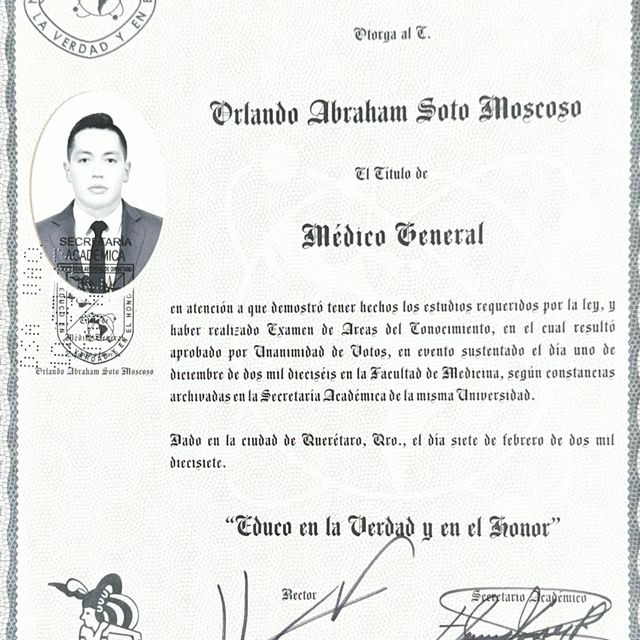 LA VERDAD Y EN E
Otorga al C.
Orlando Abraham Soto Moscoso
El Título de
Médico General
SECRETARÍA
ACADÉMICA
en atención a que demostró tener hechos los estudios requeridos por la ley, y
haber realizado Examen de Areas del Conocimiento, en el cual resultó
aprobado por Unanimidad de Votos, en evento sustentado el día uno de
diciembre de dos mil dieciséis en la Facultad de Medicina, según constancias
archivadas en la Secretaría Académica de la misma Universidad.
Médico General
Orlando Abraham Soto Moscoso
Dado en la ciudad de Querétaro, Qro., el día siete de febrero de dos mil
diecisiete.
“Educo en la Verdad y en el Honor”
Rector
Secretario Académico